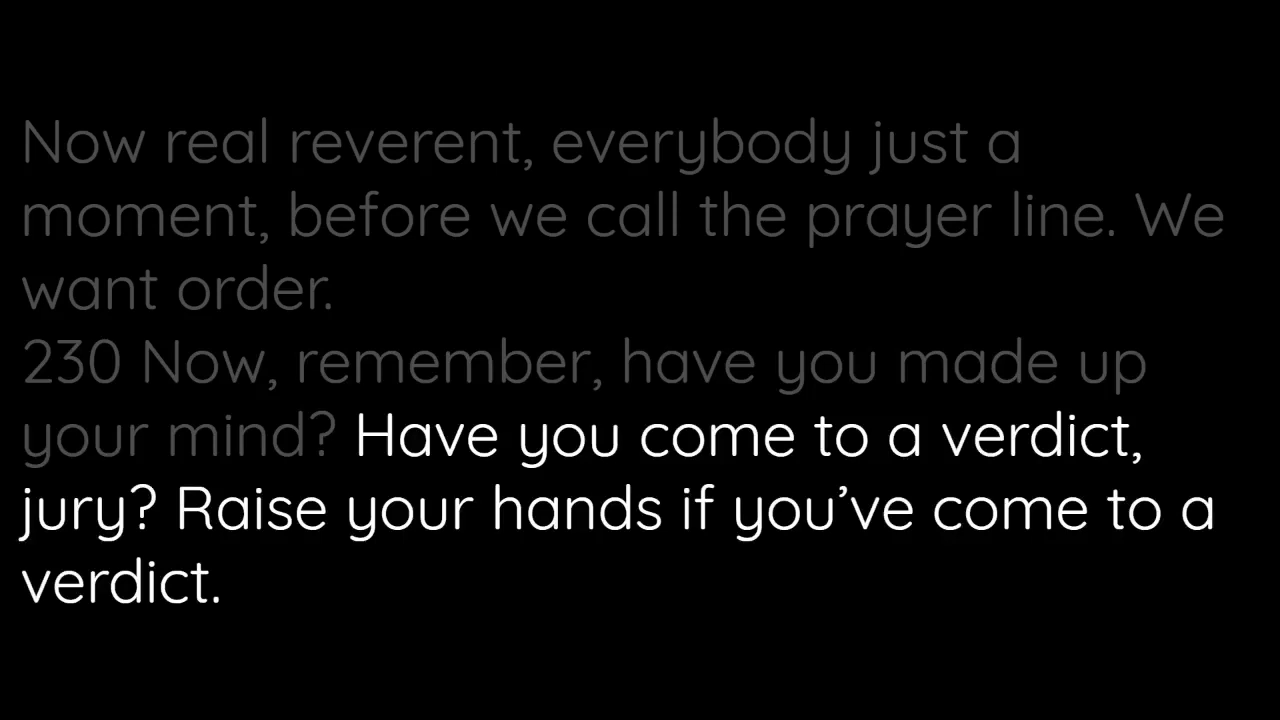 Now real reverent, everybody just a
moment, before we call the prayer line. We
want order.
230 Now, remember, have you made up
your mind? Have you come to a verdict,
jury? Raise your hands if you’ve come to a
verdict.